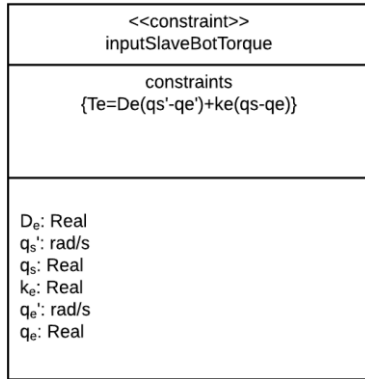 <<constraint>>
inputSlaveBotTorque
constraints
{Te=De(qs'-qe')+ke(qs-qe)}
Dₑ: Real
qₛ': rad/s
qₛ: Real
kₑ: Real
qₑ': rad/s
qₑ: Real